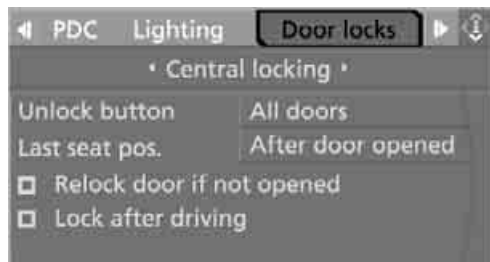 PDC Lighting Door locks
• Central locking •
Unlock button All doors
Last seat pos. After door opened
Relock door if not opened
Lock after driving